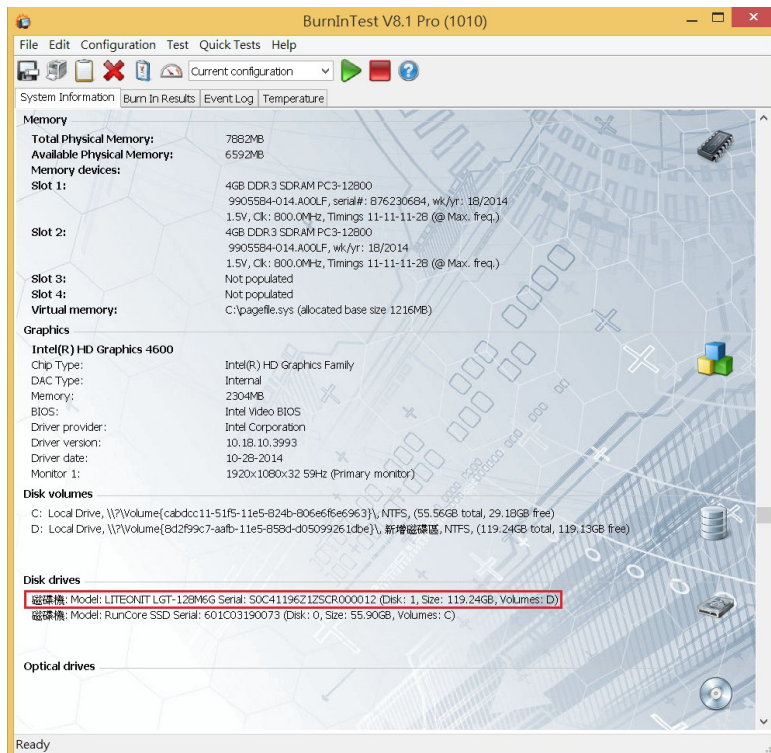 BurnInTest V8.1 Pro (1010)
File Edit Configuration Test Quick Tests Help
Current configuration
System Information Burn In Results Event Log Temperature
Memory
Total Physical Memory: 7882MB
Available Physical Memory: 6592MB
Memory devices:
Slot 1: 4GB DDR3 SDRAM PC3-12800
9905584-014.A00LF, serial#: 876230684, wk/yr: 18/2014
1.5V, Clk: 800.0MHz, Timings 11-11-11-28 (@ Max. freq.)
Slot 2: 4GB DDR3 SDRAM PC3-12800
9905584-014.A00LF, wk/yr: 18/2014
1.5V, Clk: 800.0MHz, Timings 11-11-11-28 (@ Max. freq.)
Slot 3: Not populated
Slot 4: Not populated
Virtual memory: C:\pagefile.sys (allocated base size 1216MB)
Graphics
Intel(R) HD Graphics 4600
Chip Type: Intel(R) HD Graphics Family
DAC Type: Internal
Memory: 2304MB
BIOS: Intel Video BIOS
Driver provider: Intel Corporation
Driver version: 10.18.10.3993
Driver date: 10-28-2014
Monitor 1: 1920x1080x32 59Hz (Primary monitor)
Disk volumes
C: Local Drive, \\?\Volume{cabdcc11-51f5-11e5-824b-806e6f6e6963}\, NTFS, (55.56GB total, 29.18GB free)
D: Local Drive, \\?\Volume{8d2f99c7-aafb-11e5-858d-d05099261dbe}\, 新增磁碟區, NTFS, (119.24GB total, 119.13GB free)
Disk drives
磁碟機: Model: LITEONIT LGT-128M6G Serial: S0C41196Z1ZSCR000012 (Disk: 1, Size: 119.24GB, Volumes: D)
磁碟機: Model: RunCore SSD Serial: 601C03190073 (Disk: 0, Size: 55.90GB, Volumes: C)
Optical drives
Ready